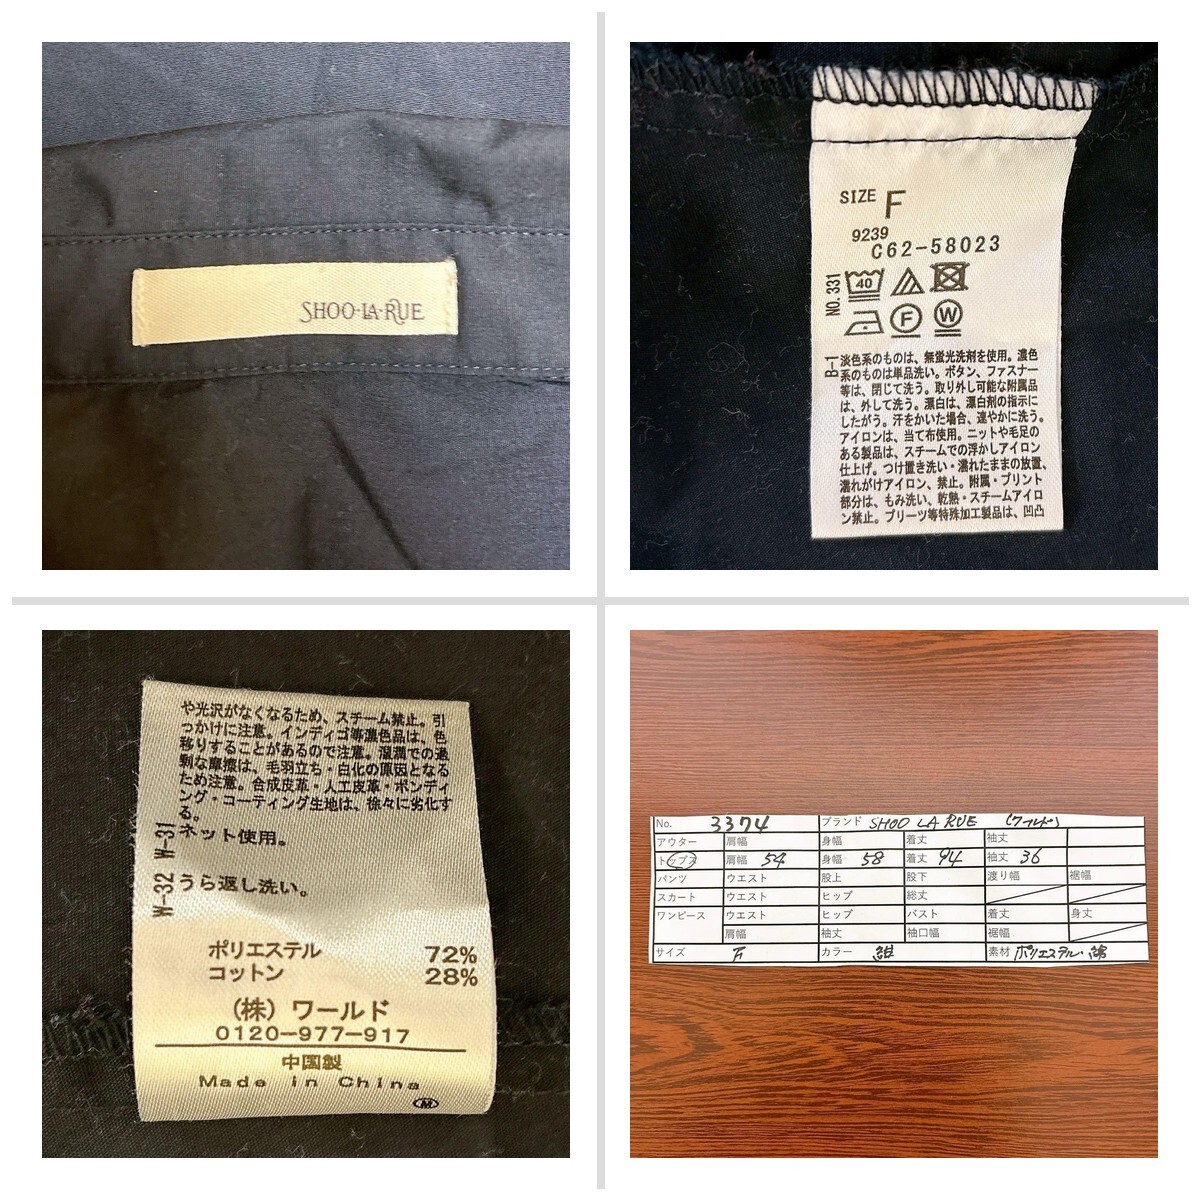 SHOO·LA·RUE
SIZE F
9239
C62-58023
NO. 331
40
F
W
B-1
淡色系のものは、無蛍光洗剤を使用。濃色
系のものは単品洗い。ボタン、ファスナー
等は、閉じて洗う。取り外し可能な附属品
は、外して洗う。漂白は、漂白剤の指示に
したがう。汗をかいた場合、速やかに洗う。
アイロンは、当て布使用。ニットや毛足の
ある製品は、スチームでの浮かしアイロン
仕上げ。つけ置き洗い・濡れたままの放置、
濡れがけアイロン、禁止。附属・プリント
部分は、もみ洗い、乾熱・スチームアイロ
ン禁止。プリーツ等特殊加工製品は、凹凸
や光沢がなくなるため、スチーム禁止。引
っかけに注意。インディゴ等濃色品は、色
移りすることがあるので注意。湿潤での過
剰な摩擦は、毛羽立ち・白化の原因となる
ため注意。合成皮革・人工皮革・ボンディ
ング・コーティング生地は、徐々に劣化す
る。
W-31 ネット使用。
W-32 うら返し洗い。
ポリエステル 72%
コットン 28%
（株）ワールド
0120-977-917
中国製
Made in China
M
No. 3374 ブランド SHOO LA RUE (ワールド)
アウター 肩幅 身幅 着丈 袖丈
トップス 肩幅 54 身幅 58 着丈 94 袖丈 36
パンツ ウエスト 股上 股下 渡り幅 裾幅
スカート ウエスト ヒップ 総丈
ワンピース ウエスト ヒップ バスト 着丈 身丈
肩幅 袖丈 袖口幅 裾幅
サイズ F カラー 紺 素材 ポリエステル・綿